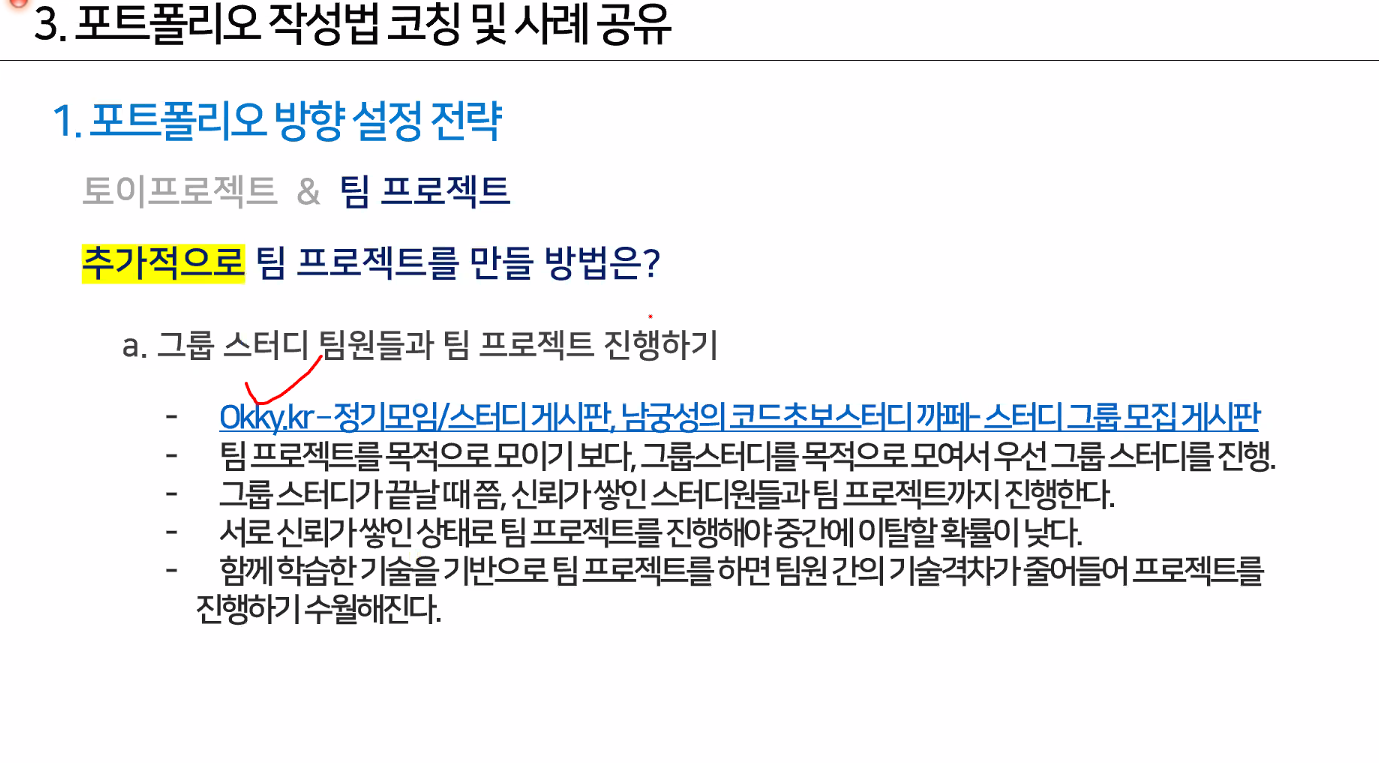 3. 포트폴리오 작성법 코칭 및 사례 공유
1. 포트폴리오 방향 설정 전략
토이프로젝트 & 팀 프로젝트
추가적으로 팀 프로젝트를 만들 방법은?
a. 그룹 스터디 팀원들과 팀 프로젝트 진행하기
- Okky.kr – 정기모임/스터디 게시판, 남궁성의 코드초보스터디 까페- 스터디 그룹 모집 게시판
- 팀 프로젝트를 목적으로 모이기 보다, 그룹스터디를 목적으로 모여서 우선 그룹 스터디를 진행.
- 그룹 스터디가 끝날 때 쯤, 신뢰가 쌓인 스터디원들과 팀 프로젝트까지 진행한다.
- 서로 신뢰가 쌓인 상태로 팀 프로젝트를 진행해야 중간에 이탈할 확률이 낮다.
- 함께 학습한 기술을 기반으로 팀 프로젝트를 하면 팀원 간의 기술격차가 줄어들어 프로젝트를
진행하기 수월해진다.